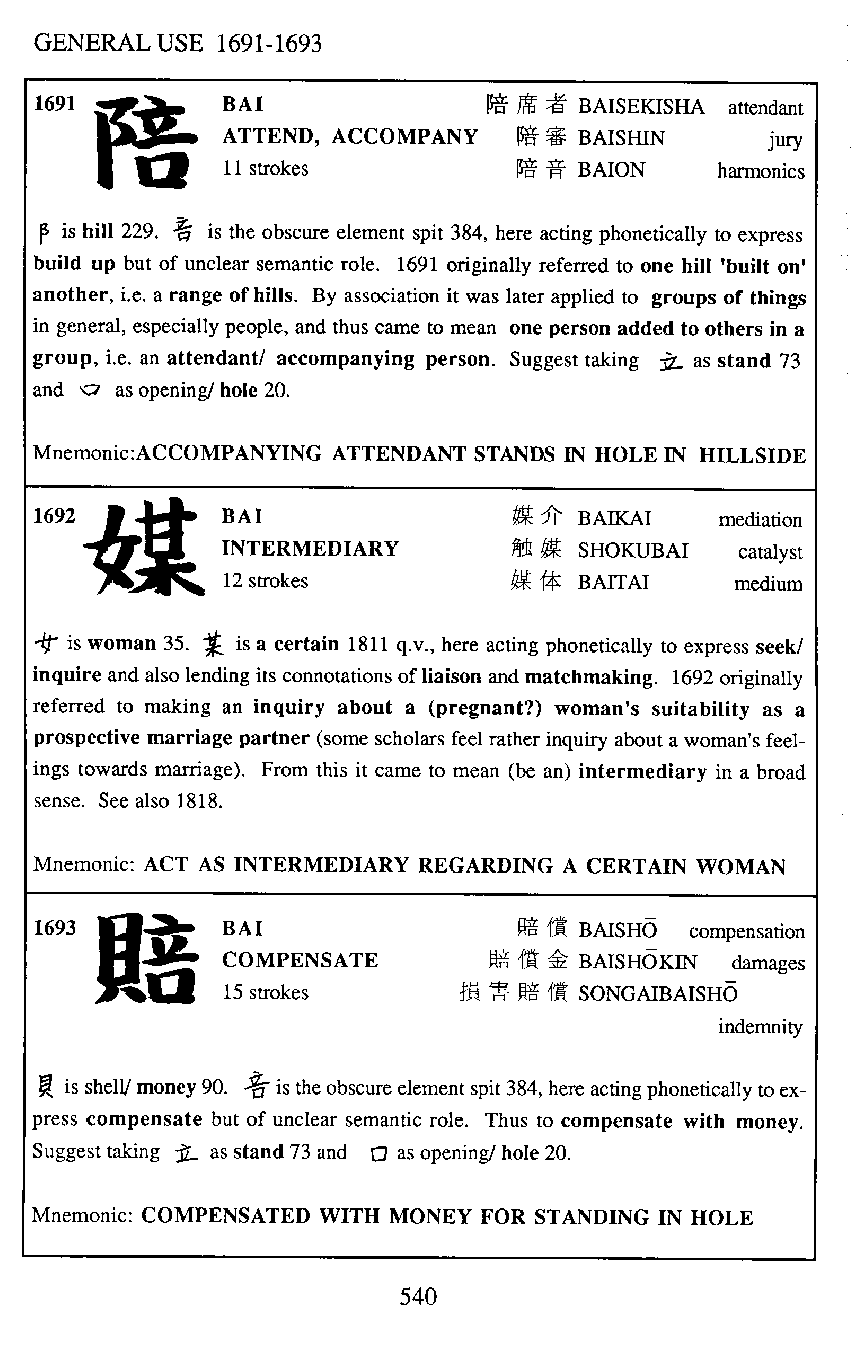 GENERAL USE 1691-1693
1691 陪 BAI 陪席者 BAISEKISHA attendant
ATTEND, ACCOMPANY 陪審 BAISHIN jury
11 strokes 陪音 BAION harmonics
阝 is hill 229. 咅 is the obscure element spit 384, here acting phonetically to express
build up but of unclear semantic role. 1691 originally referred to one hill 'built on'
another, i.e. a range of hills. By association it was later applied to groups of things
in general, especially people, and thus came to mean one person added to others in a
group, i.e. an attendant/ accompanying person. Suggest taking 立 as stand 73
and 口 as opening/ hole 20.
Mnemonic:ACCOMPANYING ATTENDANT STANDS IN HOLE IN HILLSIDE
1692 媒 BAI 媒介 BAIKAI mediation
INTERMEDIARY 触媒 SHOKUBAI catalyst
12 strokes 媒体 BAITAI medium
女 is woman 35. 某 is a certain 1811 q.v., here acting phonetically to express seek/
inquire and also lending its connotations of liaison and matchmaking. 1692 originally
referred to making an inquiry about a (pregnant?) woman's suitability as a
prospective marriage partner (some scholars feel rather inquiry about a woman's feel-
ings towards marriage). From this it came to mean (be an) intermediary in a broad
sense. See also 1818.
Mnemonic: ACT AS INTERMEDIARY REGARDING A CERTAIN WOMAN
1693 賠 BAI 賠償 BAISHŌ compensation
COMPENSATE 賠償金 BAISHŌKIN damages
15 strokes 損害賠償 SONGAIBAISHŌ
indemnity
貝 is shell/ money 90. 咅 is the obscure element spit 384, here acting phonetically to ex-
press compensate but of unclear semantic role. Thus to compensate with money.
Suggest taking 立 as stand 73 and 口 as opening/ hole 20.
Mnemonic: COMPENSATED WITH MONEY FOR STANDING IN HOLE
540